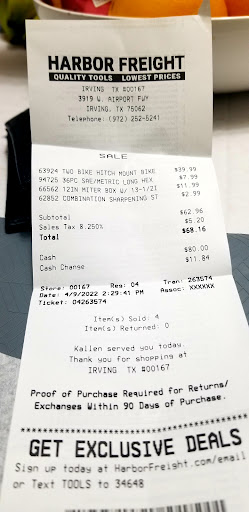 HARBOR FREIGHT
QUALITY TOOLS LOWEST PRICES
IRVING TX #00167
3919 W. AIRPORT FWY
IRVING, TX 75062
Telephone: (972) 252-5241
SALE
63924 TWO BIKE HITCH MOUNT BIKE $39.99
94725 36PC SAE/METRIC LONG HEX $7.99
66562 12IN MITER BOX W/ 13-1/2I $11.99
62852 COMBINATION SHARPENING ST $2.99
Subtotal $62.96
Sales Tax 8.250% $5.20
Total $68.16
Cash $80.00
Cash Change $11.84
Store: 00167 Reg: 04 Tran: 263574
Date: 4/9/2022 2:29:41 PM Assoc: XXXXXX
Ticket: 04263574
Item(s) Sold: 4
Item(s) Returned: 0
Kallen served you today.
Thank you for shopping at
IRVING TX #00167
Proof of Purchase Required for Returns/
Exchanges Within 90 Days of Purchase.
GET EXCLUSIVE DEALS
Sign up today at HarborFreight.com/email
or Text TOOLS to 34648